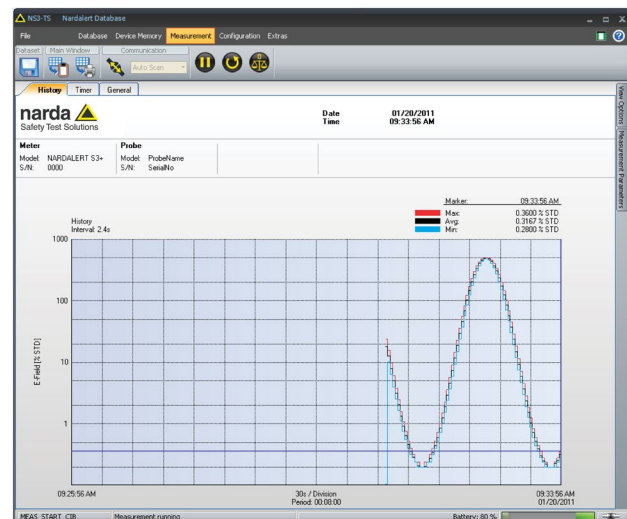 NS3-TS Nardalert Database
File Database Device Memory Measurement Configuration Extras
Dataset Main Window Communication
Auto Scan
History Timer General
narda
Safety Test Solutions
Date 01/20/2011
Time 09:33:56 AM
Meter Probe
Model: NARDALERT S3+ Model: ProbeName
S/N: 0000 S/N: SerialNo
View Options
Measurement Parameters
Marker: 09:33:56 AM
Max: 0.3600 % STD
Avg: 0.3167 % STD
Min: 0.2800 % STD
History
Interval: 2.4s
1000
100
10
1
E-Field [% STD]
09:25:56 AM 30s / Division 09:33:56 AM
Period: 00:08:00 01/20/2011
MEAS_START_CIB Measurement running Battery: 80 %